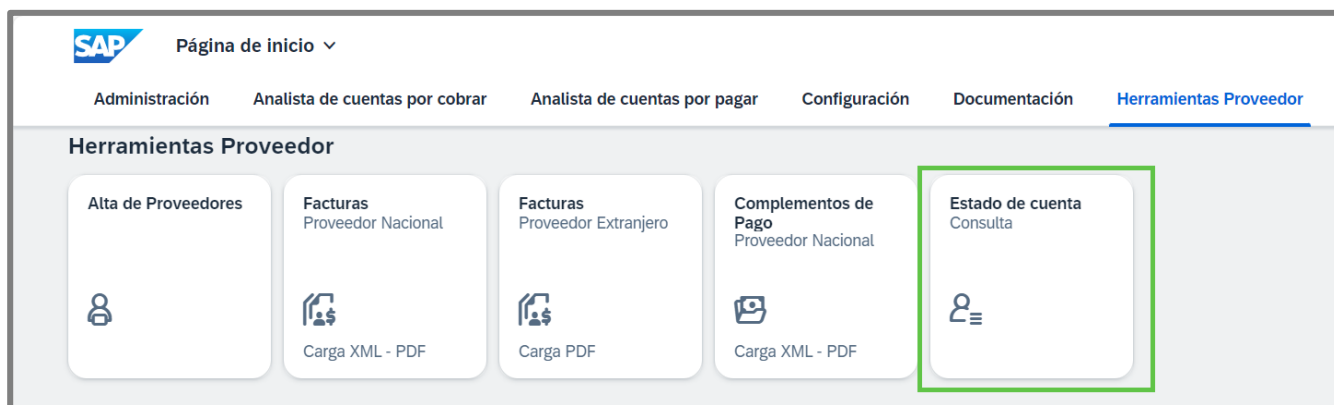 SAP Página de inicio
Administración Analista de cuentas por cobrar Analista de cuentas por pagar Configuración Documentación Herramientas Proveedor
Herramientas Proveedor
Alta de Proveedores
Facturas
Proveedor Nacional
Carga XML - PDF
Facturas
Proveedor Extranjero
Carga PDF
Complementos de
Pago
Proveedor Nacional
Carga XML - PDF
Estado de cuenta
Consulta